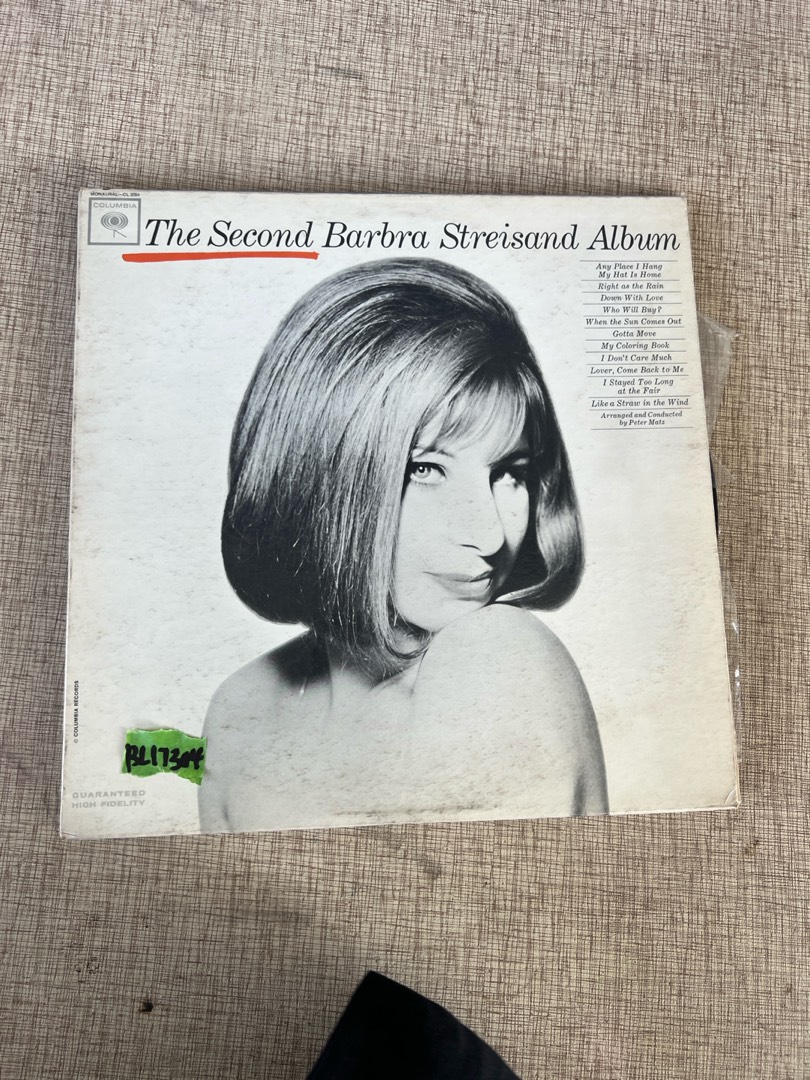 COLUMBIA
The Second Barbra Streisand Album
Any Place I Hang
My Hat Is Home
Right as the Rain
Down With Love
Who Will Buy?
When the Sun Comes Out
Gotta Move
My Coloring Book
I Don't Care Much
Lover, Come Back to Me
I Stayed Too Long
at the Fair
Like a Straw in the Wind
Arranged and Conducted
by Peter Matz
© COLUMBIA RECORDS
GUARANTEED
HIGH FIDELITY